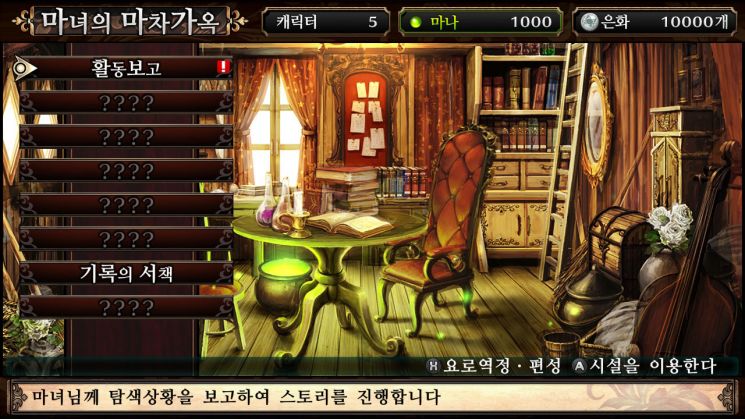 마녀의 마차가옥
캐릭터 5
마나 1000
은화 10000개
활동보고
????
????
????
????
????
기록의 서책
????
H 요로역정·편성 A 시설을 이용한다
마녀님께 탐색상황을 보고하여 스토리를 진행합니다